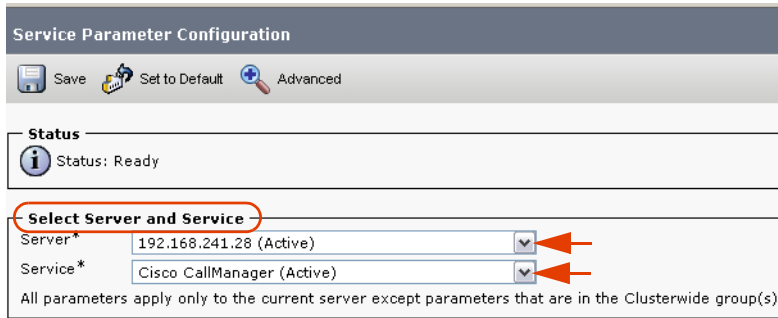 Service Parameter Configuration
Save Set to Default Advanced
Status
i Status: Ready
Select Server and Service
Server* 192.168.241.28 (Active)
Service* Cisco CallManager (Active)
All parameters apply only to the current server except parameters that are in the Clusterwide group(s)